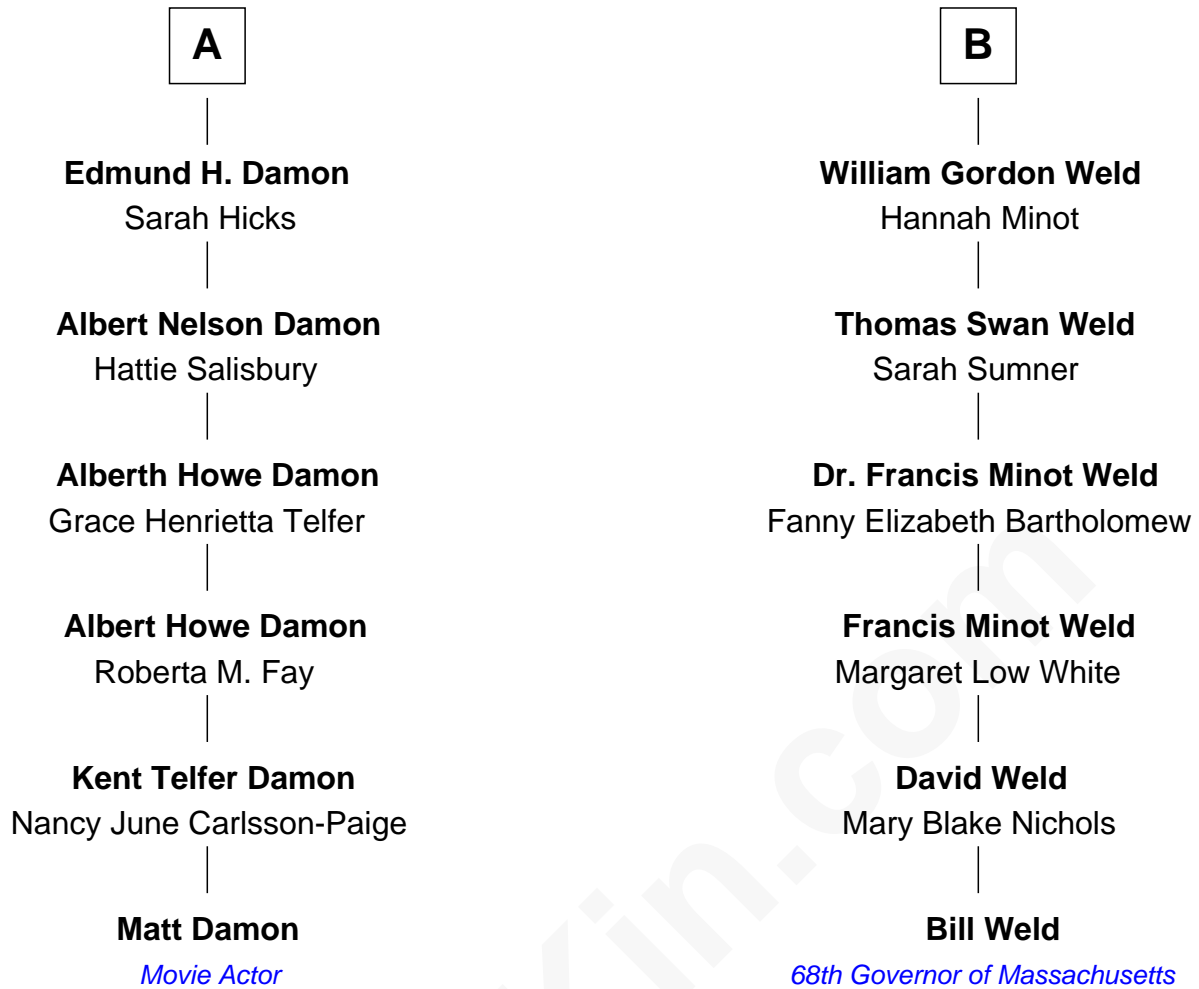 A
Edmund H. Damon
Sarah Hicks
Albert Nelson Damon
Hattie Salisbury
Alberth Howe Damon
Grace Henrietta Telfer
Albert Howe Damon
Roberta M. Fay
Kent Telfer Damon
Nancy June Carlsson-Paige
Matt Damon
Movie Actor
B
William Gordon Weld
Hannah Minot
Thomas Swan Weld
Sarah Sumner
Dr. Francis Minot Weld
Fanny Elizabeth Bartholomew
Francis Minot Weld
Margaret Low White
David Weld
Mary Blake Nichols
Bill Weld
68th Governor of Massachusetts
Kin.com